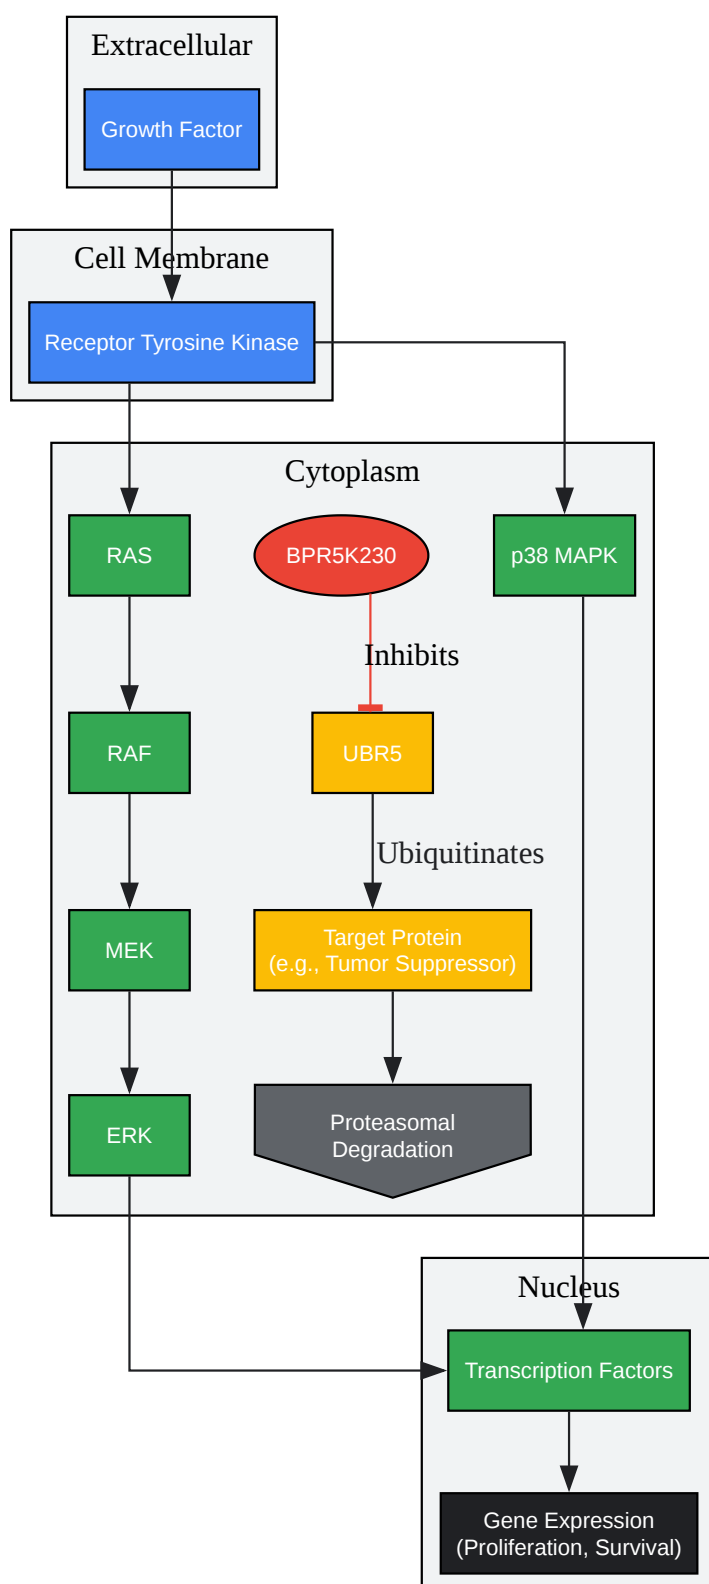 Extracellular
Growth Factor
Cell Membrane
Receptor Tyrosine Kinase
Cytoplasm
RAS
BPR5K230
p38 MAPK
Inhibits
RAF
UBR5
Ubiquitinates
MEK
Target Protein
(e.g., Tumor Suppressor)
ERK
Proteasomal
Degradation
Nucleus
Transcription Factors
Gene Expression
(Proliferation, Survival)